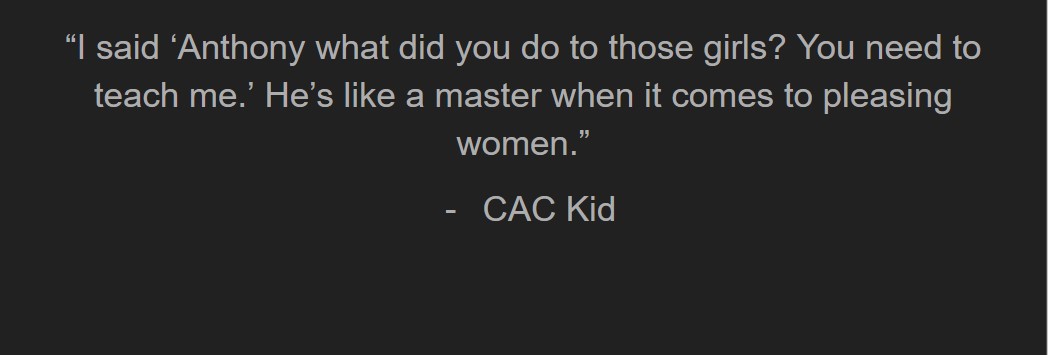 “I said ‘Anthony what did you do to those girls? You need to
teach me.’ He’s like a master when it comes to pleasing
women.”
- CAC Kid